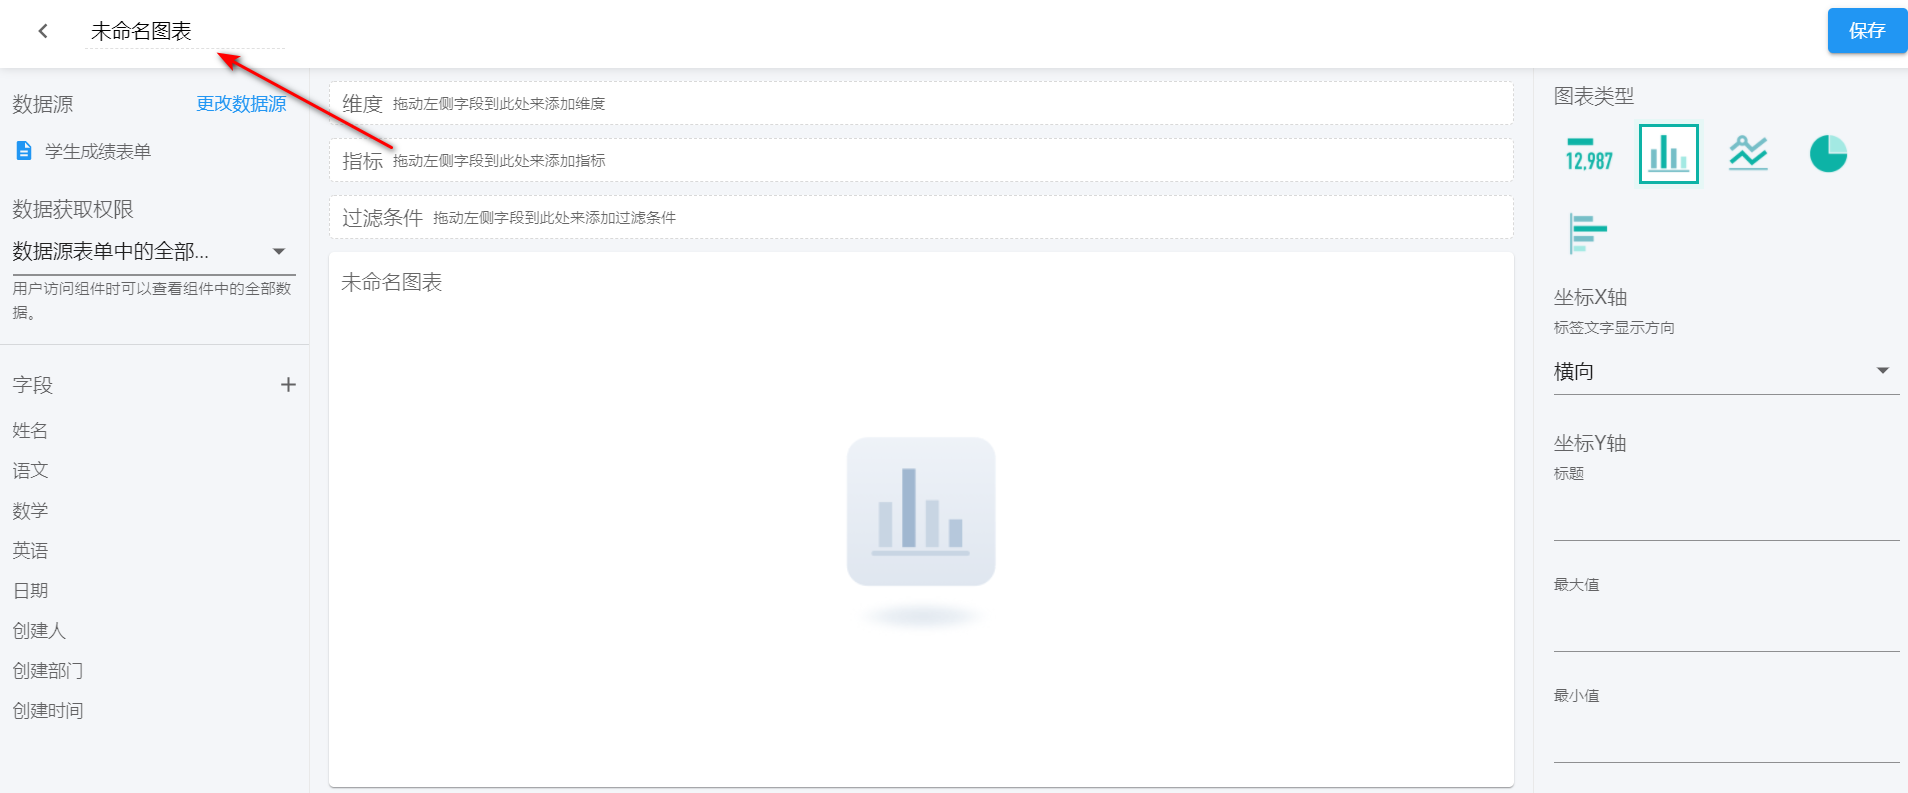 未命名图表
保存
数据源
更改数据源
学生成绩表单
数据获取权限
数据源表单中的全部...
用户访问组件时可以查看组件中的全部数
据。
字段
姓名
语文
数学
英语
日期
创建人
创建部门
创建时间
维度 拖动左侧字段到此处来添加维度
指标 拖动左侧字段到此处来添加指标
过滤条件 拖动左侧字段到此处来添加过滤条件
未命名图表
图表类型
12,987
坐标X轴
标签文字显示方向
横向
坐标Y轴
标题
最大值
最小值